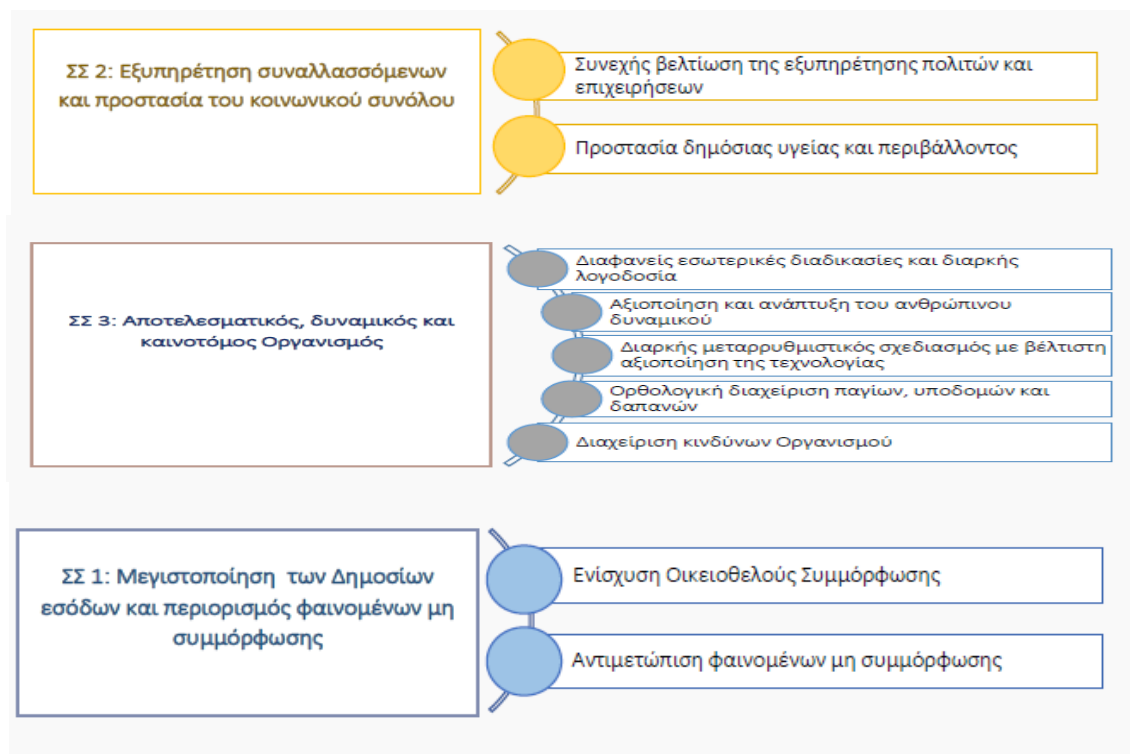 ΣΣ 2: Εξυπηρέτηση συναλλασσόμενων
και προστασία του κοινωνικού συνόλου
Συνεχής βελτίωση της εξυπηρέτησης πολιτών και
επιχειρήσεων
Προστασία δημόσιας υγείας και περιβάλλοντος
ΣΣ 3: Αποτελεσματικός, δυναμικός και
καινοτόμος Οργανισμός
Διαφανείς εσωτερικές διαδικασίες και διαρκής
λογοδοσία
Αξιοποίηση και ανάπτυξη του ανθρώπινου
δυναμικού
Διαρκής μεταρρυθμιστικός σχεδιασμός με βέλτιστη
αξιοποίηση της τεχνολογίας
Ορθολογική διαχείριση παγίων, υποδομών και
δαπανών
Διαχείριση κινδύνων Οργανισμού
ΣΣ 1: Μεγιστοποίηση των Δημοσίων
εσόδων και περιορισμός φαινομένων μη
συμμόρφωσης
Ενίσχυση Οικειοθελούς Συμμόρφωσης
Αντιμετώπιση φαινομένων μη συμμόρφωσης